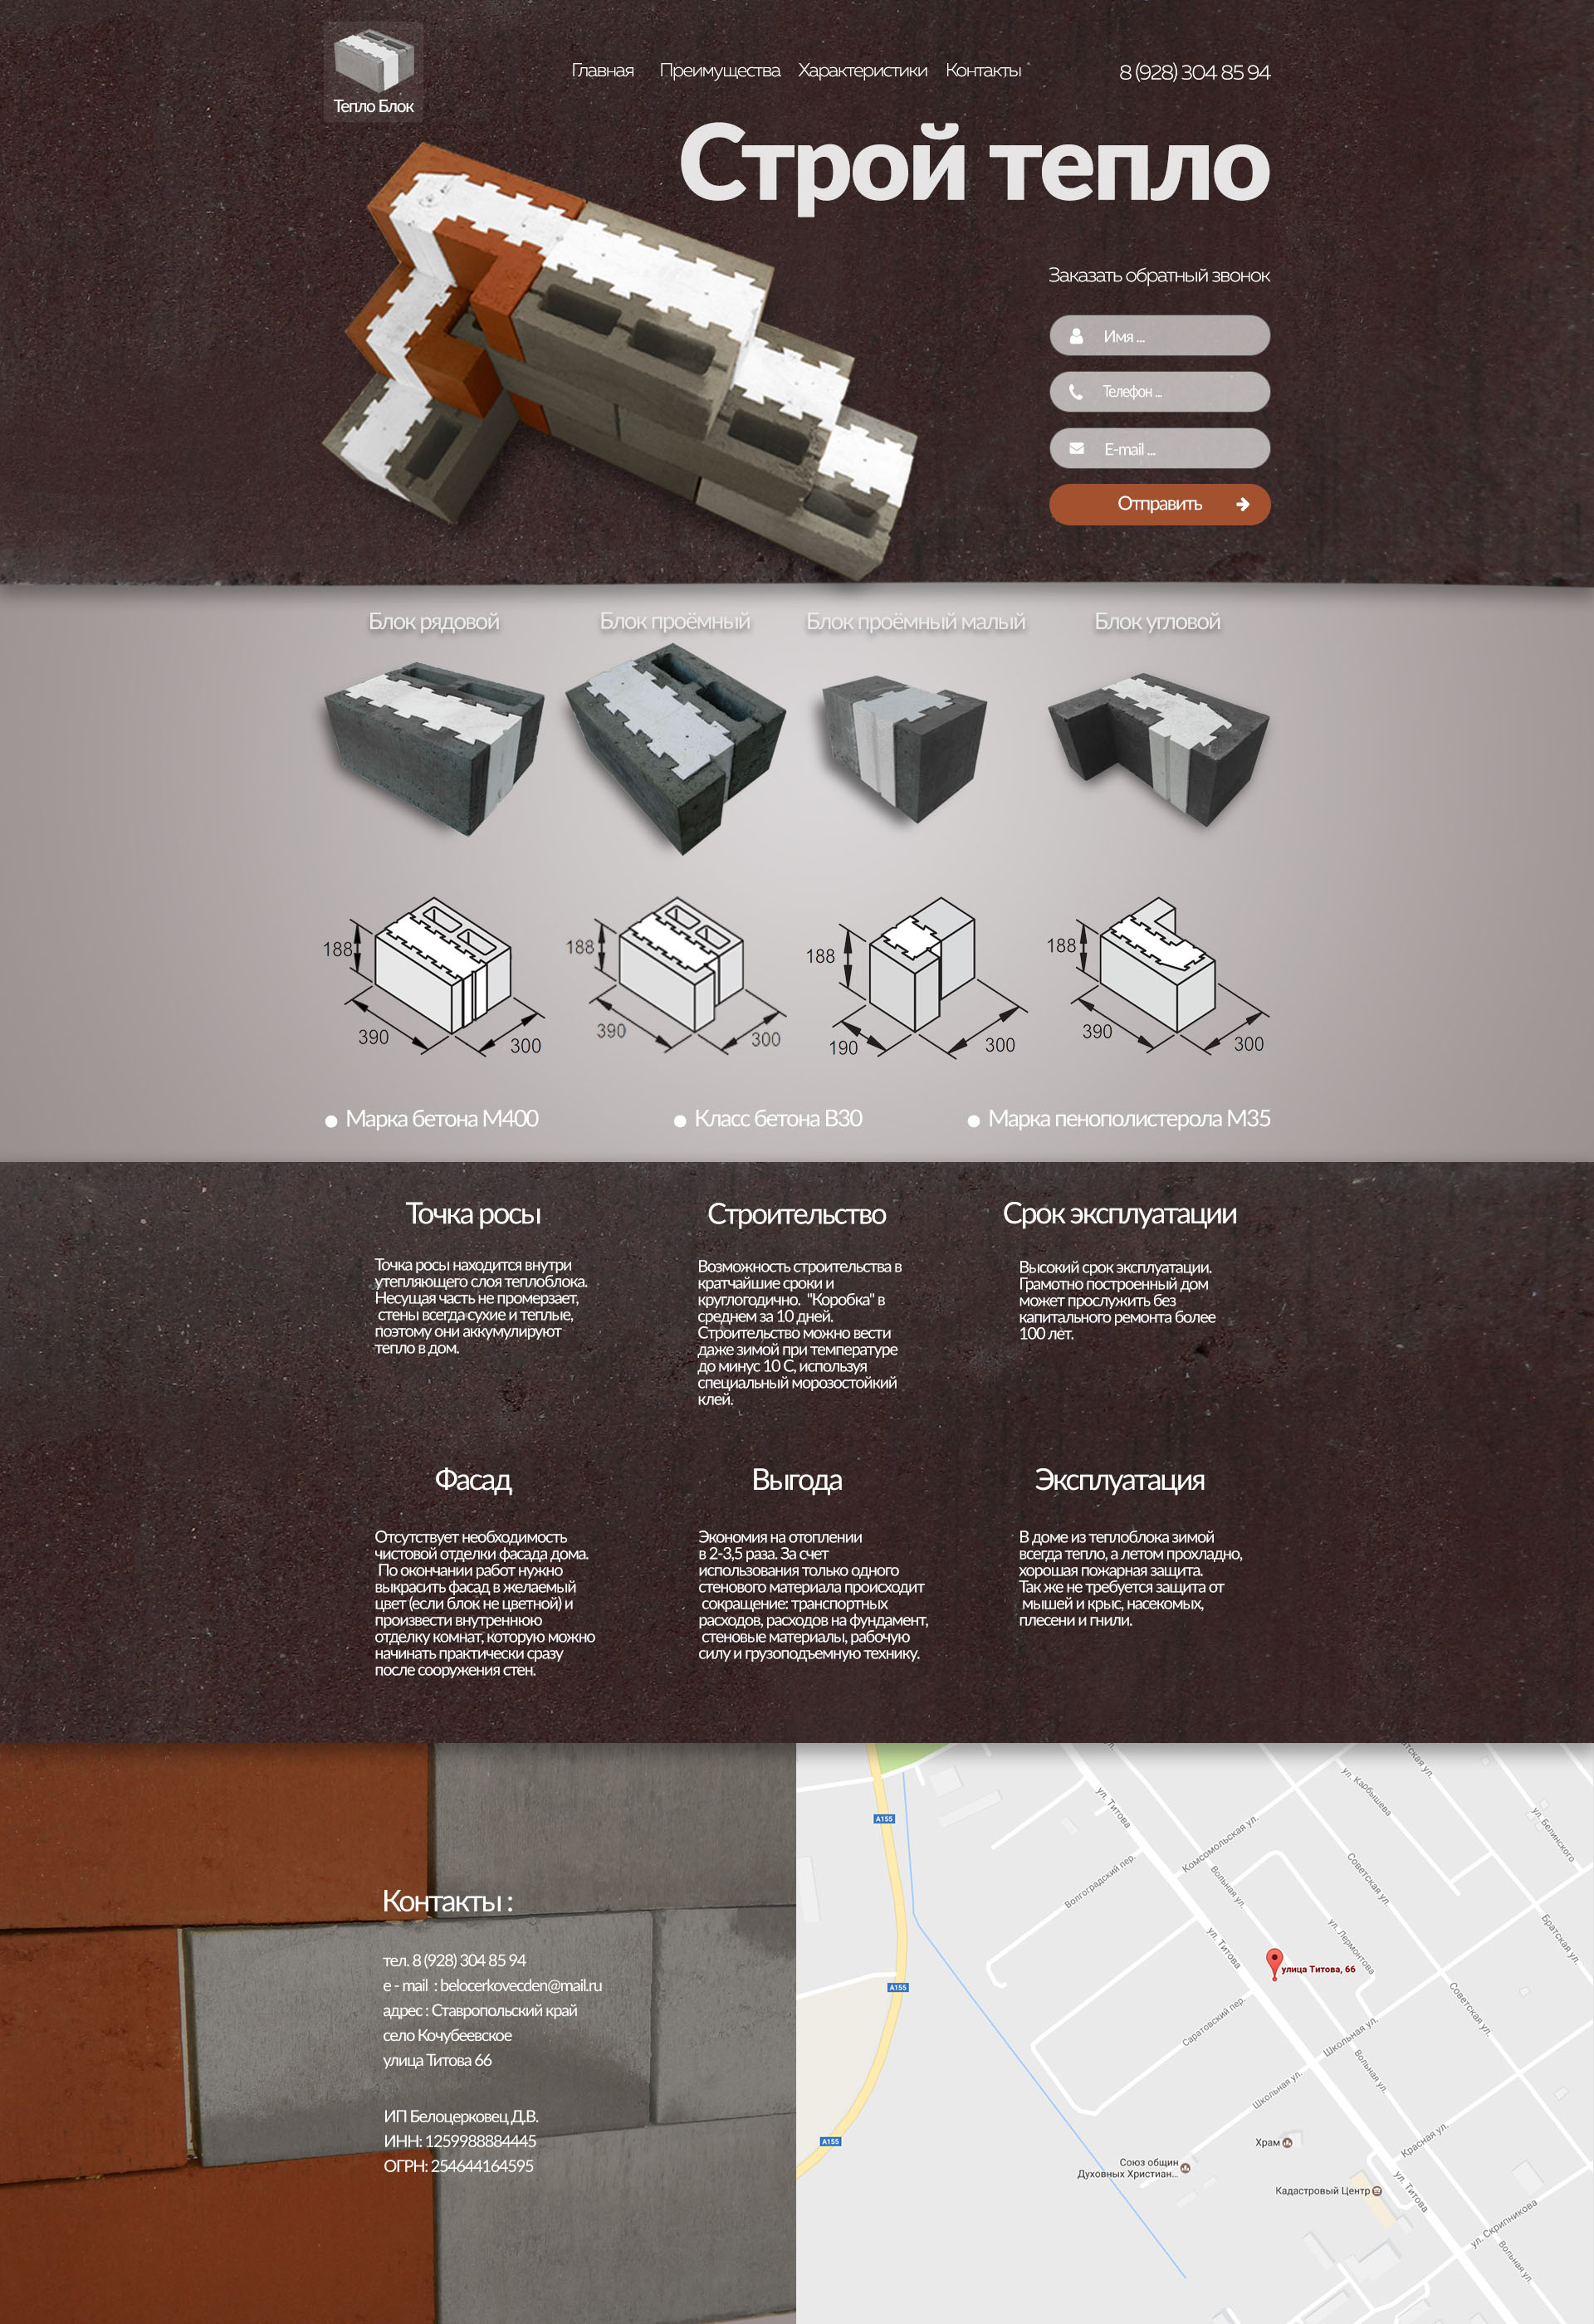 Тепло Блок
Главная
Преимущества
Характеристики
Контакты
8 (928) 304 85 94
Строй тепло
Заказать обратный звонок
Имя ...
Телефон ...
E-mail ...
Отправить
Блок рядовой
Блок проёмный
Блок проёмный малый
Блок угловой
188
390
300
188
390
300
188
190
300
188
390
300
Марка бетона М400
Класс бетона В30
Марка пенополистерола М35
Точка росы
Точка росы находится внутри
утепляющего слоя теплоблока.
Несущая часть не промерзает,
стены всегда сухие и теплые,
поэтому они аккумулируют
тепло в дом.
Строительство
Возможность строительства в
кратчайшие сроки и
круглогодично. "Коробка" в
среднем за 10 дней.
Строительство можно вести
даже зимой при температуре
до минус 10 С, используя
специальный морозостойкий
клей.
Срок эксплуатации
Высокий срок эксплуатации.
Грамотно построенный дом
может прослужить без
капитального ремонта более
100 лет.
Фасад
Отсутствует необходимость
чистовой отделки фасада дома.
По окончании работ нужно
выкрасить фасад в желаемый
цвет (если блок не цветной) и
произвести внутреннюю
отделку комнат, которую можно
начинать практически сразу
после сооружения стен.
Выгода
Экономия на отоплении
в 2-3,5 раза. За счет
использования только одного
стенового материала происходит
сокращение: транспортных
расходов, расходов на фундамент,
стеновые материалы, рабочую
силу и грузоподъемную технику.
Эксплуатация
В доме из теплоблока зимой
всегда тепло, а летом прохладно,
хорошая пожарная защита.
Так же не требуется защита от
мышей и крыс, насекомых,
плесени и гнили.
Контакты :
тел. 8 (928) 304 85 94
e - mail : belocerkovecden@mail.ru
адрес : Ставропольский край
село Кочубеевское
улица Титова 66
ИП Белоцерковец Д.В.
ИНН: 1259988884445
ОГРН: 254644164595
ул. Титова
ул. Карбышева
ул. Белинского
А155
Комсомольская ул.
Волгоградский пер.
Вольная ул.
Советская ул.
ул. Лермонтова
Братская ул.
ул. Титова
улица Титова, 66
А155
Саратовский пер.
Советская ул.
Школьная ул.
Вольная ул.
Школьная ул.
А155
Храм
Красная ул.
Союз общин
Духовных Христиан...
Кадастровый Центр
ул. Титова
ул. Скрипникова
Вольная ул.